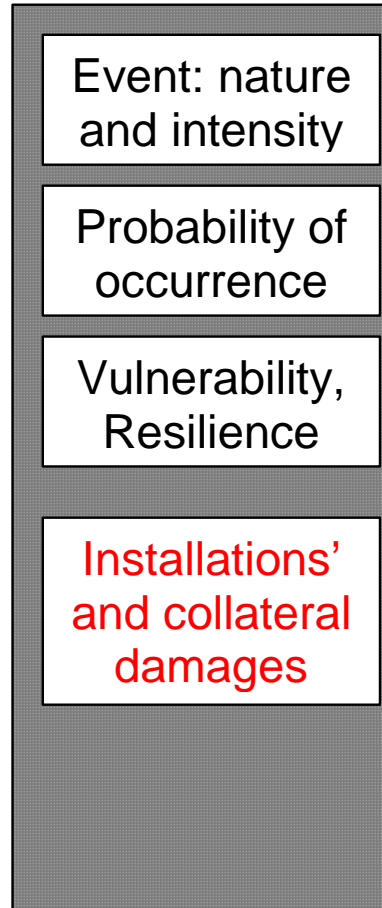 Event: nature
and intensity
Probability of
occurrence
Vulnerability,
Resilience
Installations’
and collateral
damages